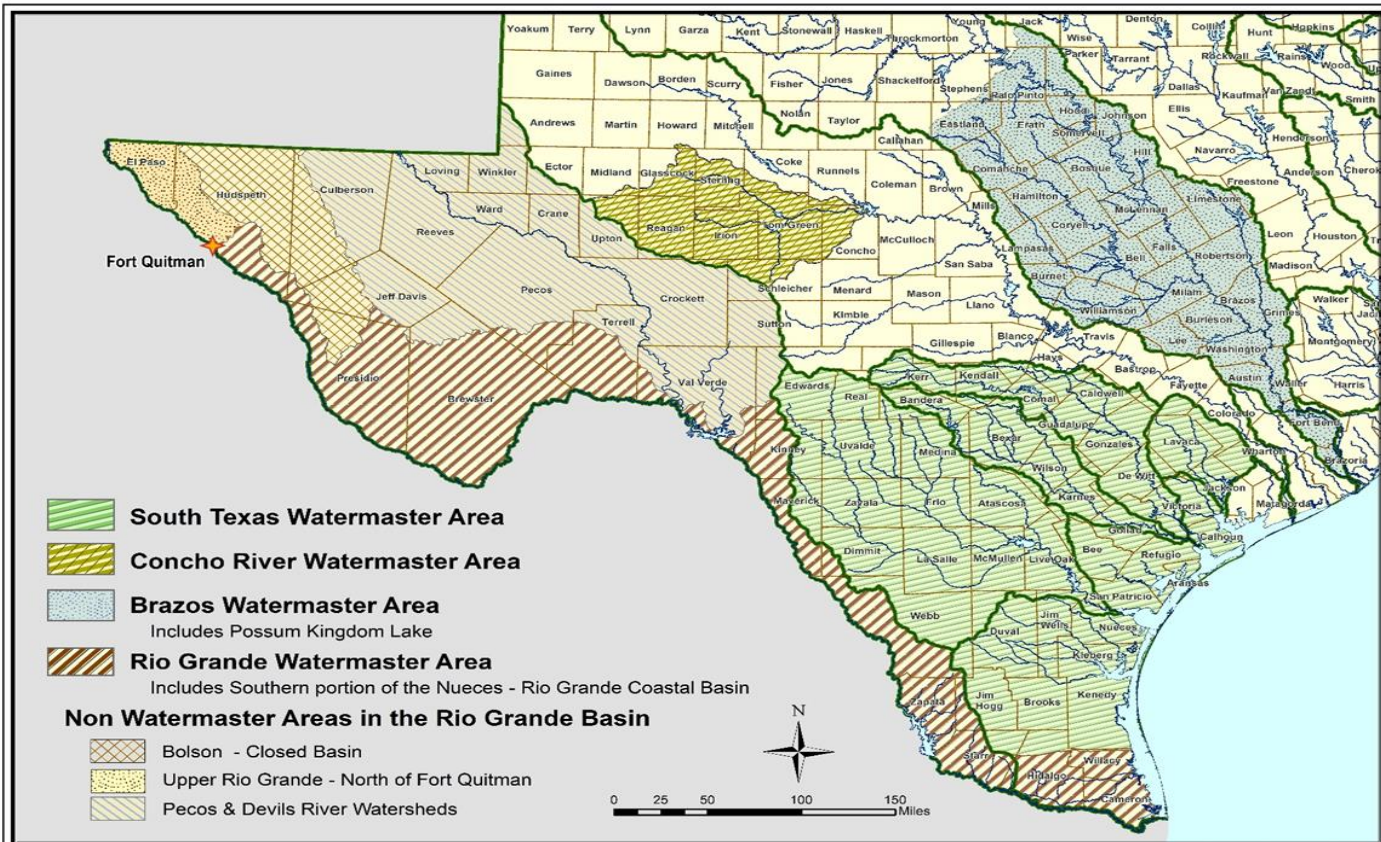 Yoakum Terry Lynn Garza Kent Stonewall Haskell Throckmorton Young Jack Wise Denton Collin Hunt Hopkins
Parker Tarrant Rockwall Rains Wood
Gaines Dawson Borden Scurry Fisher Jones Shackelford Stephens Palo Pinto Hood Johnson Dallas Ellis Kaufman Van Zandt Smith
Andrews Martin Howard Mitchell Nolan Taylor Callahan Eastland Erath Somervell Hill Navarro Henderson
El Paso Hudspeth Culberson Loving Winkler Ector Midland Glasscock Sterling Coke Runnels Coleman Brown Comanche Bosque Freestone Anderson
Reeves Ward Crane Upton Reagan Irion Tom Green Concho McCulloch Mills Hamilton Coryell McLennan Limestone Falls Leon Houston
Fort Quitman
Jeff Davis Pecos Crockett Schleicher Menard San Saba Lampasas Burnet Bell Milam Robertson Brazos Madison Walker
Presidio Brewster Terrell Sutton Kimble Mason Llano Williamson Burleson Grimes Montgomery
Val Verde Edwards Gillespie Blanco Hays Travis Bastrop Lee Washington Austin Waller Harris
Kinney Real Kerr Kendall Bandera Comal Caldwell Fayette Colorado Fort Bend
Uvalde Medina Bexar Guadalupe Gonzales Lavaca Wharton Brazoria
Maverick Zavala Frio Atascosa Wilson Karnes De Witt Jackson Victoria Matagorda
Dimmit La Salle McMullen Live Oak Bee Goliad Refugio Calhoun
Aransas
San Patricio
Webb Duval Jim Wells Nueces
Kleberg
Zapata Jim Hogg Brooks Kenedy
Starr Hidalgo Willacy
Cameron
South Texas Watermaster Area
Concho River Watermaster Area
Brazos Watermaster Area
Includes Possum Kingdom Lake
Rio Grande Watermaster Area
Includes Southern portion of the Nueces - Rio Grande Coastal Basin
Non Watermaster Areas in the Rio Grande Basin
Bolson - Closed Basin
Upper Rio Grande - North of Fort Quitman
Pecos & Devils River Watersheds
N
0 25 50 100 150
Miles